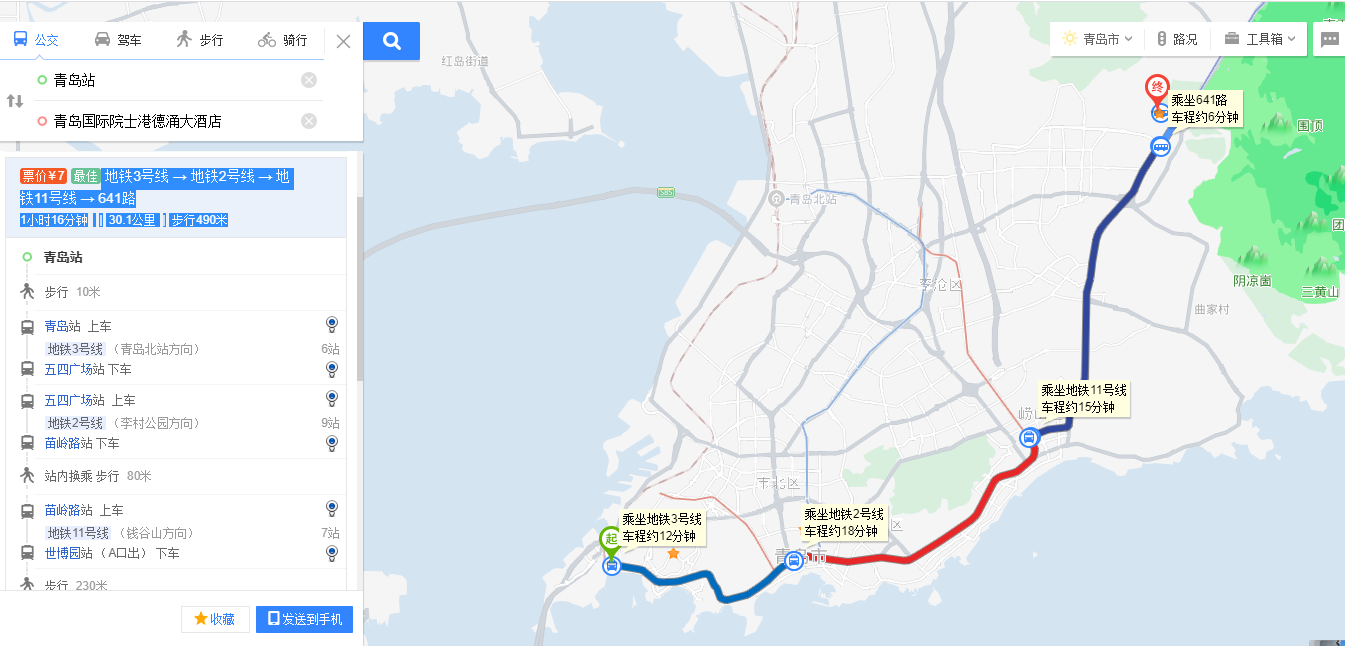 公交
驾车
步行
骑行
青岛站
青岛国际院士港德涌大酒店
票价¥7 最佳 地铁3号线 → 地铁2号线 → 地
铁11号线 → 641路
1小时16分钟 | 30.1公里 | 步行490米
青岛站
步行 10米
青岛站 上车
地铁3号线 (青岛北站方向) 6站
五四广场站 下车
五四广场站 上车
地铁2号线 (李村公园方向) 9站
苗岭路站 下车
站内换乘 步行 80米
苗岭路站 上车
地铁11号线 (钱谷山方向) 7站
世博园站 (A口出) 下车
步行 230米
收藏
发送到手机
青岛市
路况
工具箱
红岛街道
S85
青岛北站
李沧区
市北区
青岛市
区
曲家村
围顶
团
阴凉崮
三黄山
终
乘坐641路
车程约6分钟
乘坐地铁11号线
车程约15分钟
乘坐地铁2号线
车程约18分钟
起
乘坐地铁3号线
车程约12分钟